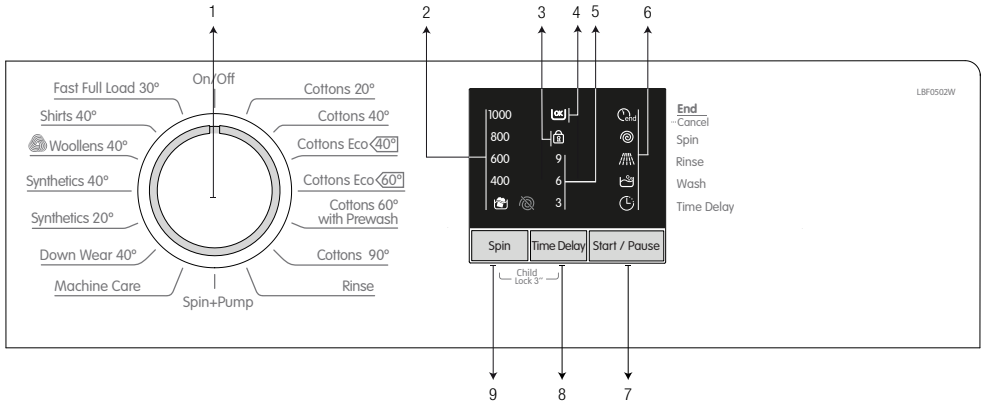 1
2
3
4
5
6
On/Off
Fast Full Load 30°
Shirts 40°
Woollens 40°
Synthetics 40°
Synthetics 20°
Down Wear 40°
Machine Care
Spin+Pump
Cottons 20°
Cottons 40°
Cottons Eco 40°
Cottons Eco 60°
Cottons 60°
with Prewash
Cottons 90°
Rinse
1000
800
600
400
OK
9
6
3
end
End
Cancel
Spin
Rinse
Wash
Time Delay
LBF0502W
Spin
Time Delay
Start / Pause
Child
Lock 3"
9
8
7